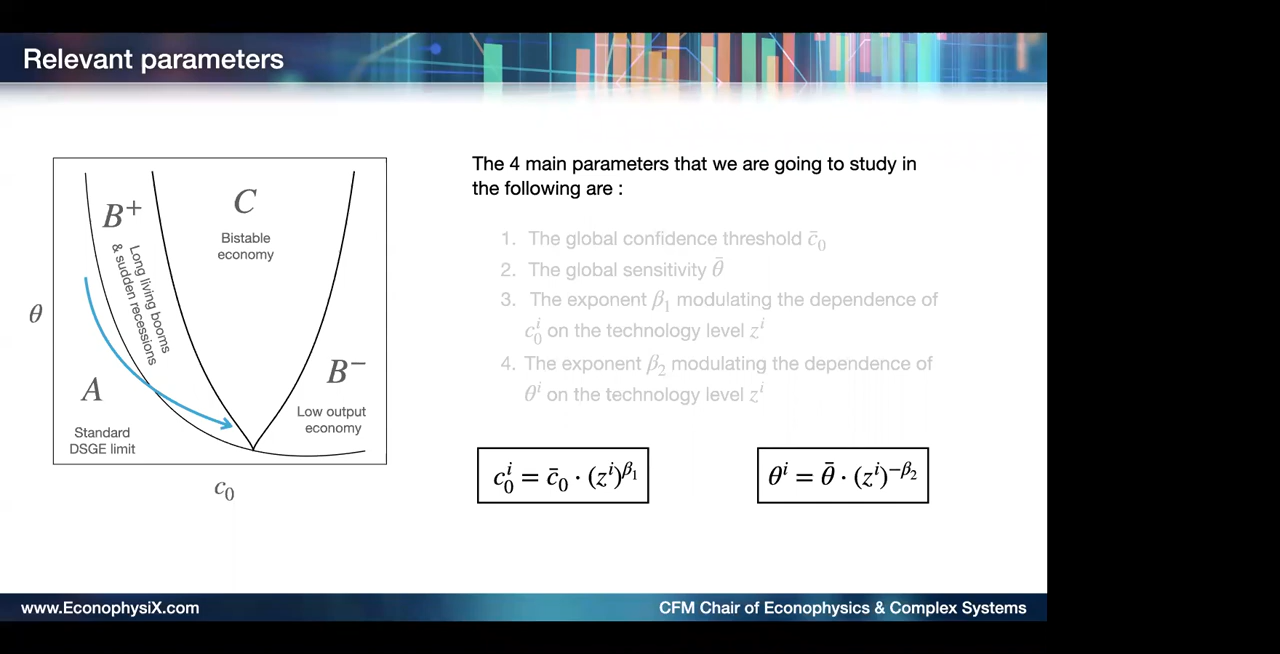 Relevant parameters
The 4 main parameters that we are going to study in
the following are :
1. The global confidence threshold c̄₀
2. The global sensitivity θ̄
3. The exponent β₁ modulating the dependence of
c₀ⁱ on the technology level zⁱ
4. The exponent β₂ modulating the dependence of
θⁱ on the technology level zⁱ
c₀ⁱ = c̄₀ · (zⁱ)^β₁
θⁱ = θ̄ · (zⁱ)^−β₂
B⁺
Long living booms
& sudden recessions
C
Bistable
economy
θ
A
Standard
DSGE limit
B⁻
Low output
economy
c₀
www.EconophysiX.com
CFM Chair of Econophysics & Complex Systems